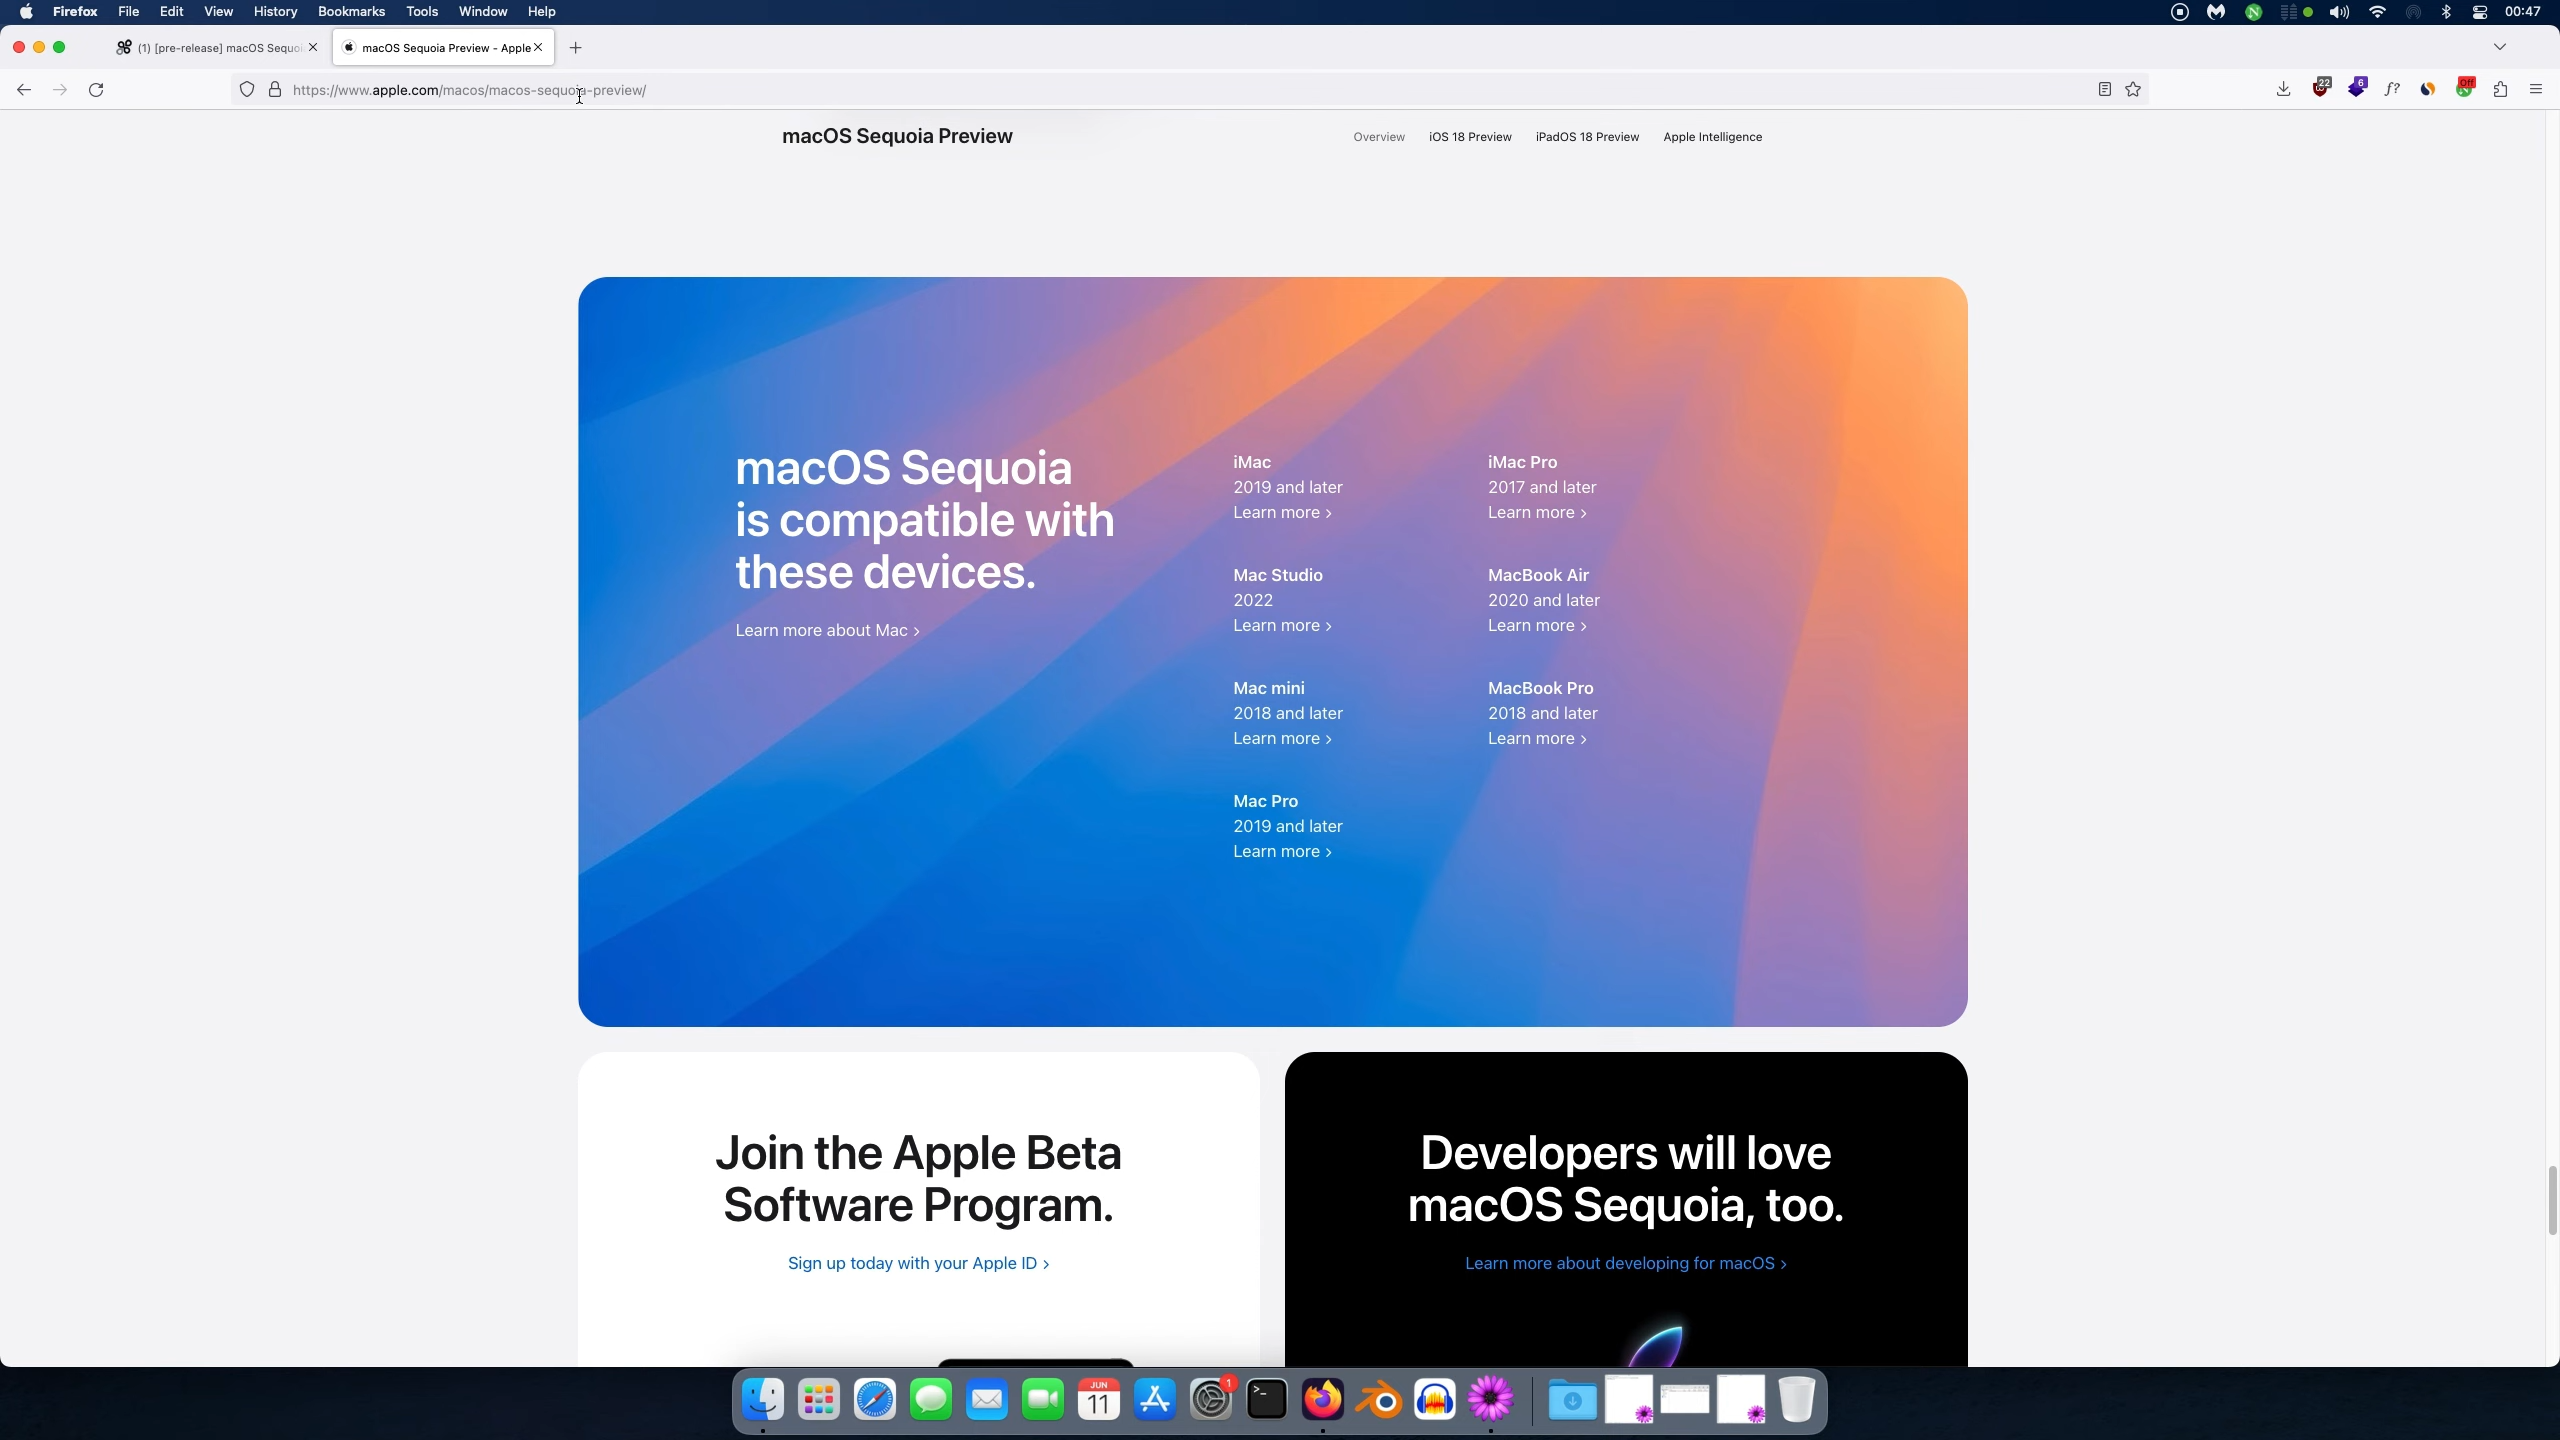 Firefox File Edit View History Bookmarks Tools Window Help 00:47
(1) [pre-release] macOS Sequoi
macOS Sequoia Preview - Apple
https://www.apple.com/macos/macos-sequoia-preview/
22
6
f?
Off
macOS Sequoia Preview
Overview iOS 18 Preview iPadOS 18 Preview Apple Intelligence
macOS Sequoia
is compatible with
these devices.
Learn more about Mac >
iMac
2019 and later
Learn more >
iMac Pro
2017 and later
Learn more >
Mac Studio
2022
Learn more >
MacBook Air
2020 and later
Learn more >
Mac mini
2018 and later
Learn more >
MacBook Pro
2018 and later
Learn more >
Mac Pro
2019 and later
Learn more >
Join the Apple Beta
Software Program.
Sign up today with your Apple ID >
Developers will love
macOS Sequoia, too.
Learn more about developing for macOS >
JUN
11
1